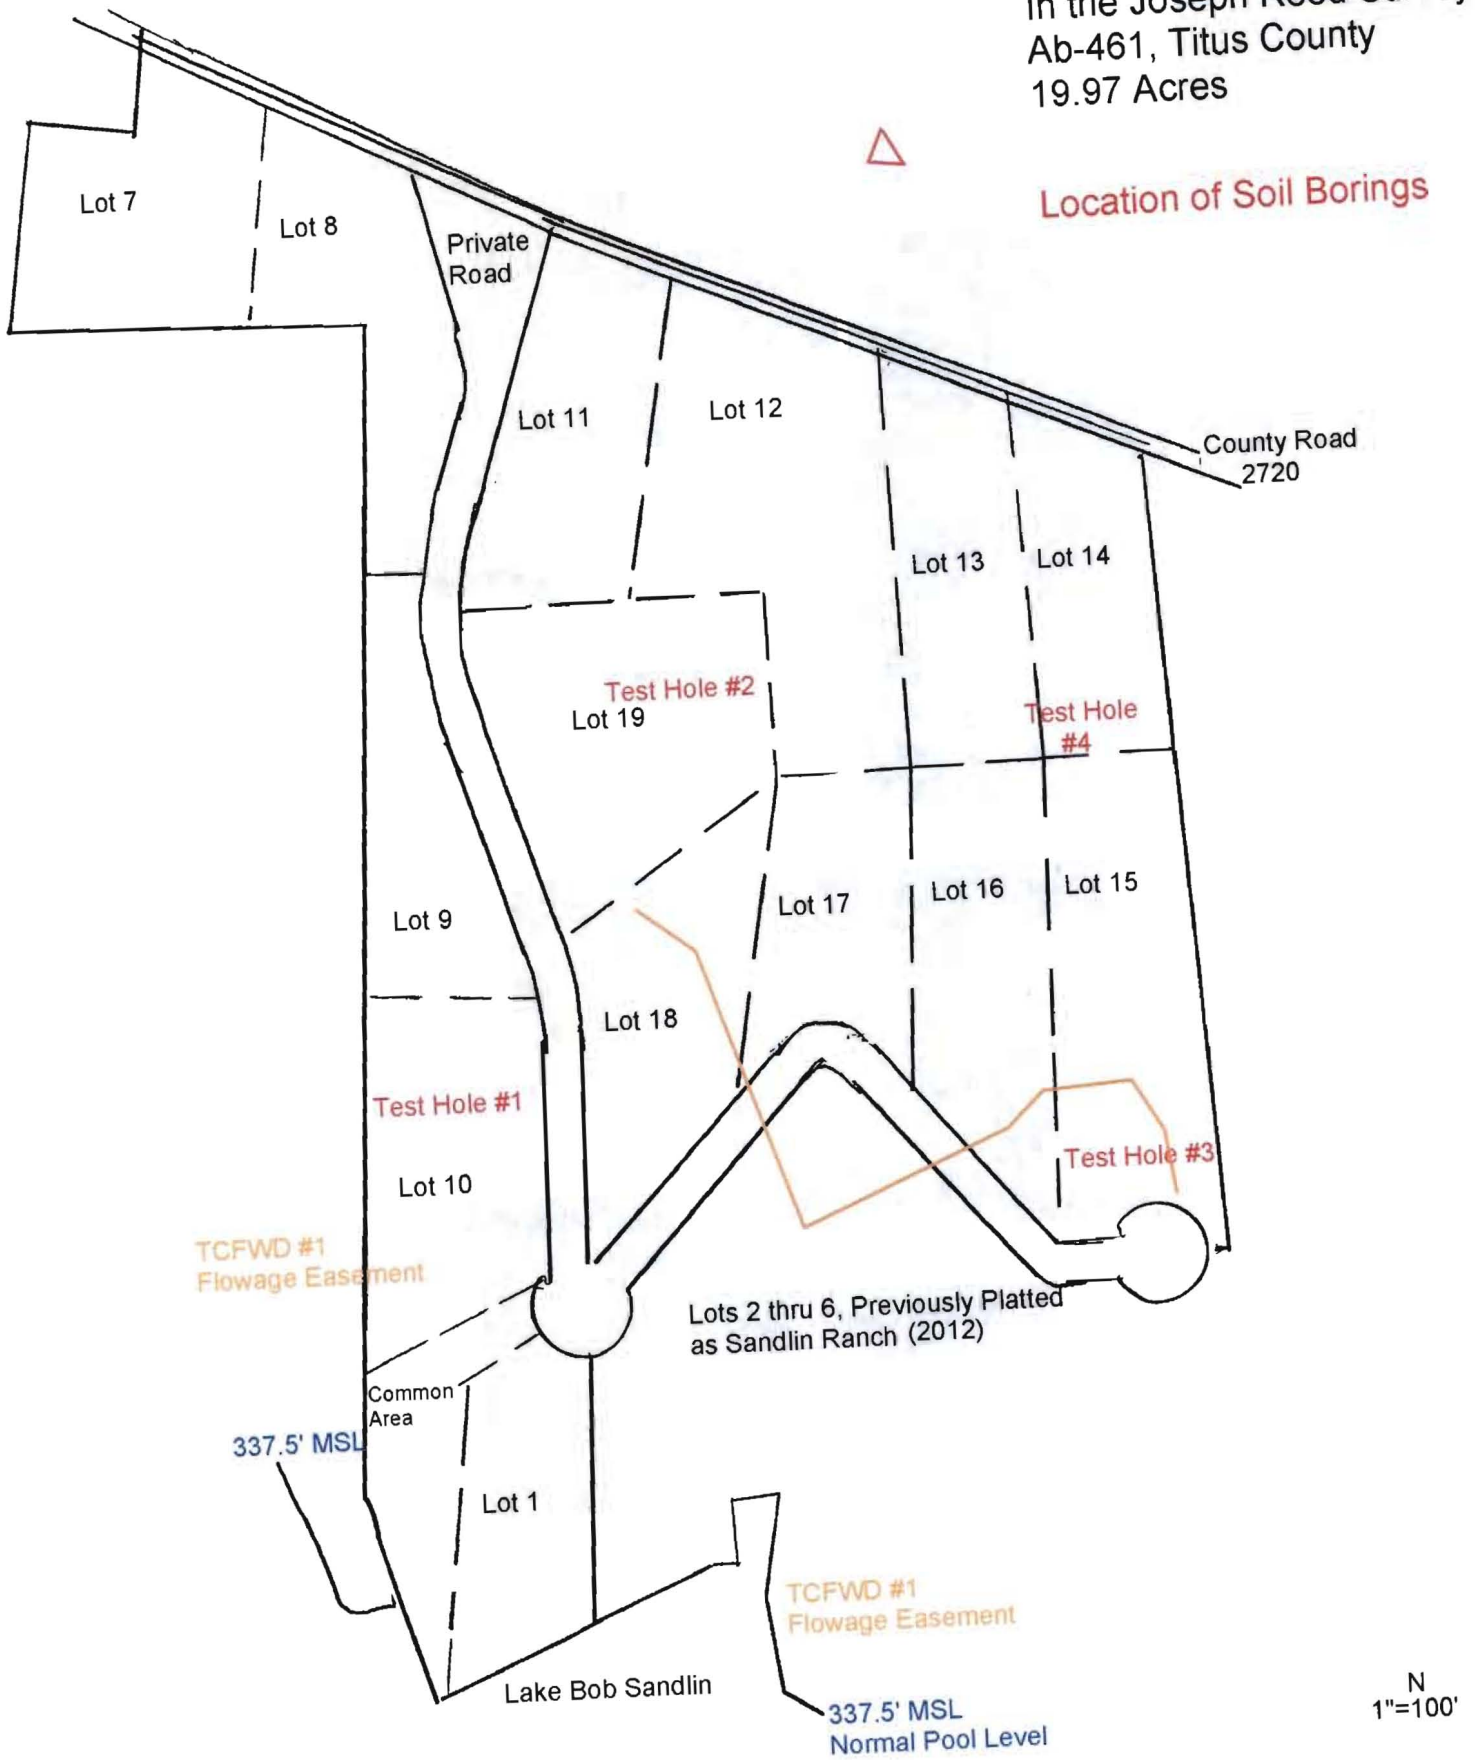 in the Joseph Reed
Ab-461, Titus County
19.97 Acres
Location of Soil Borings
Lot 7
Lot 8
Private
Road
Lot 11
Lot 12
County Road
2720
Lot 13
Lot 14
Test Hole #2
Lot 19
Test Hole
#4
Lot 9
Lot 17
Lot 16
Lot 15
Lot 18
Test Hole #1
Test Hole #3
Lot 10
TCFWD #1
Flowage Easement
Lots 2 thru 6, Previously Platted
as Sandlin Ranch (2012)
Common
Area
337.5' MSL
Lot 1
TCFWD #1
Flowage Easement
Lake Bob Sandlin
337.5' MSL
Normal Pool Level
N
1"=100'